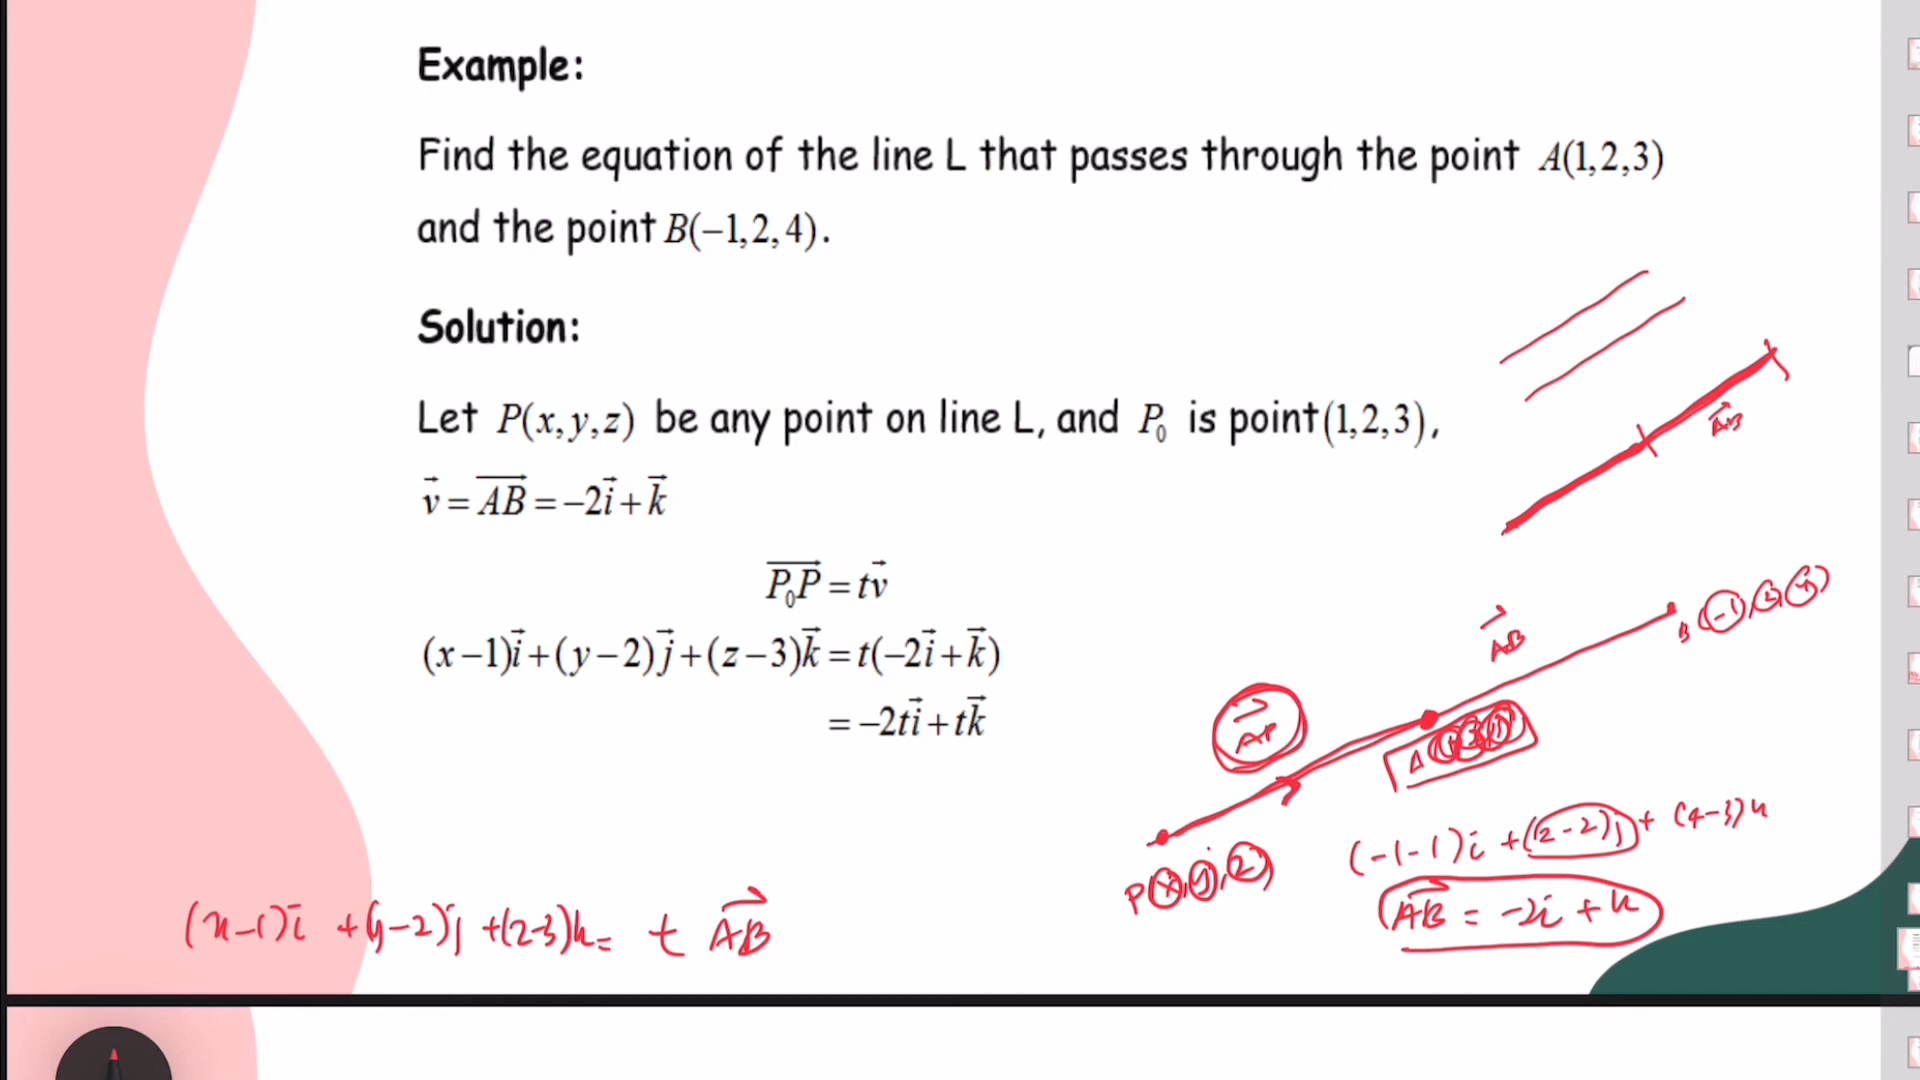 Example:
Find the equation of the line L that passes through the point A(1,2,3)
and the point B(−1,2,4).
Solution:
Let P(x,y,z) be any point on line L, and P₀ is point (1,2,3),
v⃗ = A⃗B⃗ = −2i⃗ + k⃗
P₀P⃗ = tv⃗
(x−1)i⃗+(y−2)j⃗+(z−3)k⃗ = t(−2i⃗+k⃗)
= −2ti⃗+tk⃗
AB
AB
B (-1, 2, 4)
AP
A
P(x, y, z)
(-1-1)i + (2-2)j + (4-3)k
AB = -2i + k
(x-1)i + (y-2)j + (z-3)k = t AB